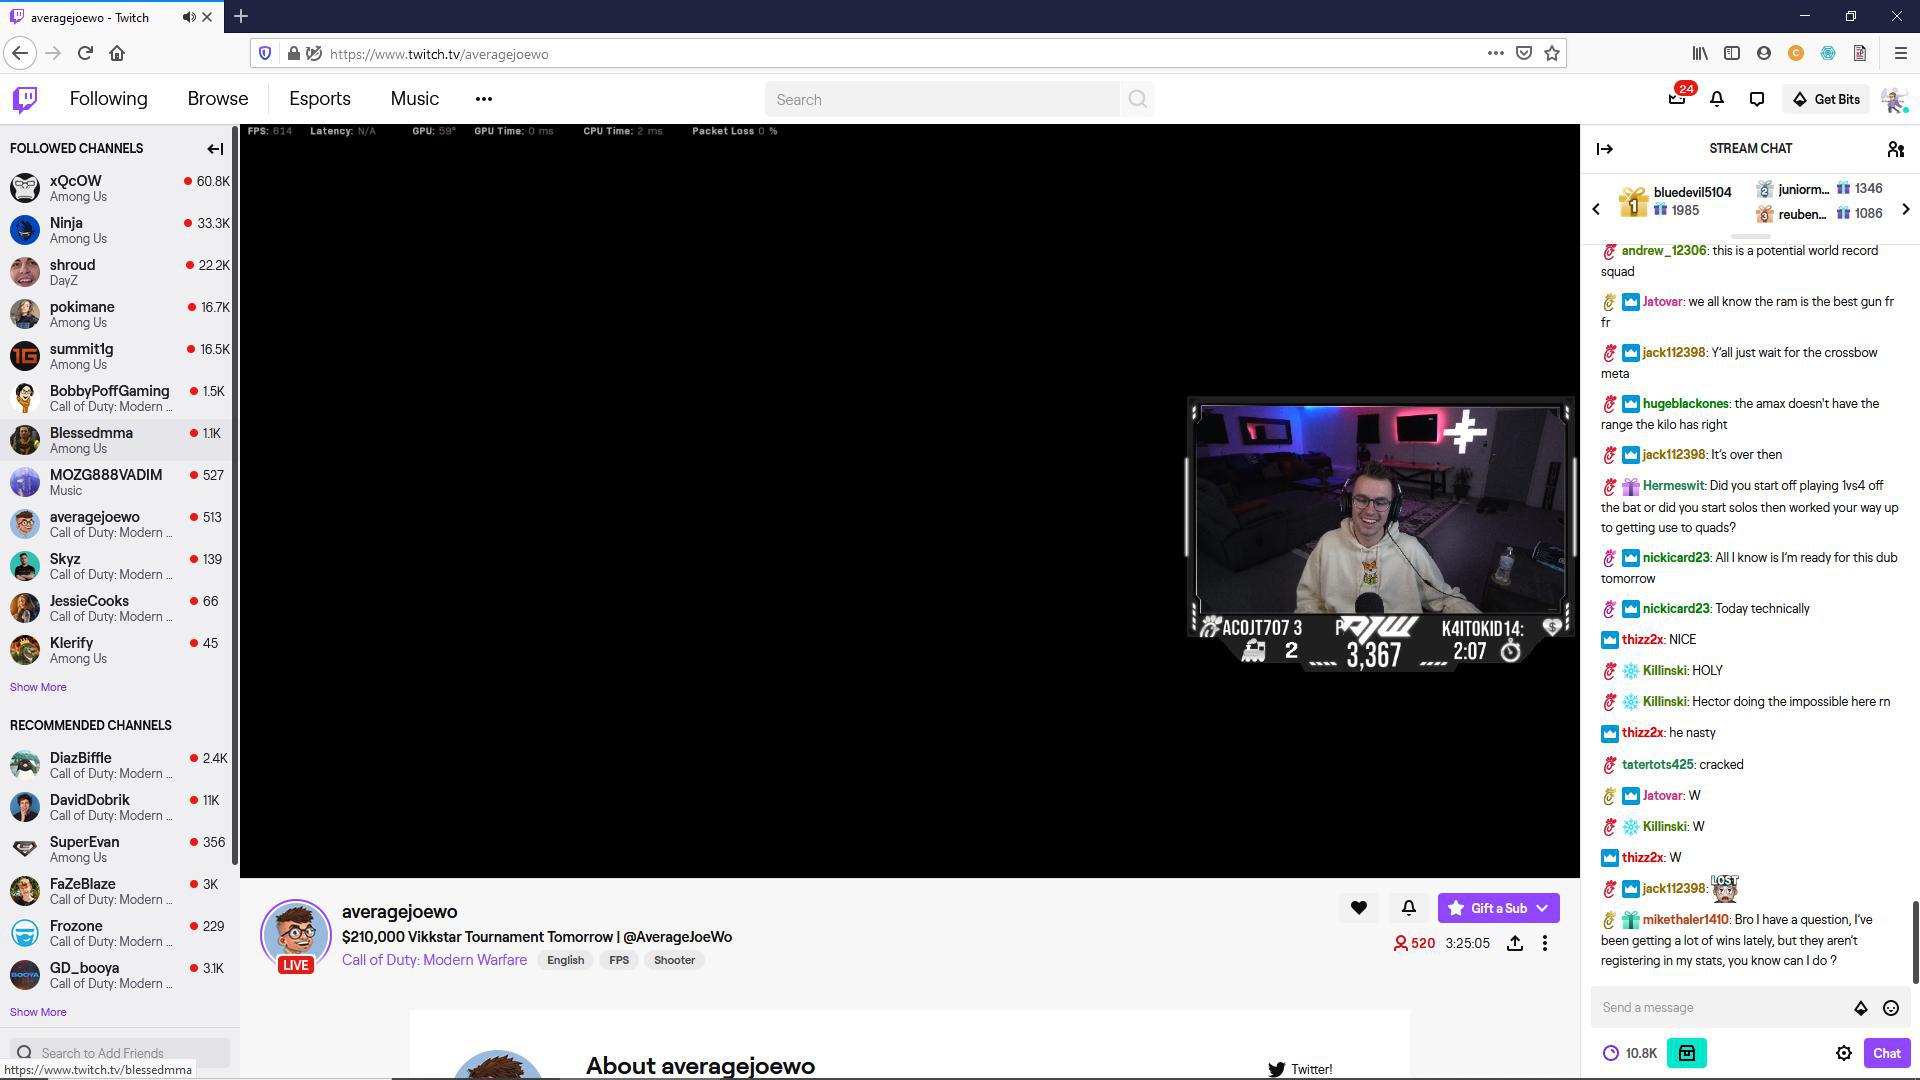 averagejoewo - Twitch
https://www.twitch.tv/averagejoewo
Following
Browse
Esports
Music
Search
24
Get Bits
FOLLOWED CHANNELS
xQcOW
60.8K
Among Us
Ninja
33.3K
Among Us
shroud
22.2K
DayZ
pokimane
16.7K
Among Us
summit1g
16.5K
Among Us
BobbyPoffGaming
1.5K
Call of Duty: Modern ...
Blessedmma
1.1K
Among Us
MOZG888VADIM
527
Music
averagejoewo
513
Call of Duty: Modern ...
Skyz
139
Call of Duty: Modern ...
JessieCooks
66
Call of Duty: Modern ...
Klerify
45
Among Us
Show More
RECOMMENDED CHANNELS
DiazBiffle
2.4K
Call of Duty: Modern ...
DavidDobrik
11K
Call of Duty: Modern ...
SuperEvan
356
Among Us
FaZeBlaze
3K
Call of Duty: Modern ...
Frozone
229
Call of Duty: Modern ...
GD_booya
3.1K
Call of Duty: Modern ...
Show More
Search to Add Friends
https://www.twitch.tv/blessedmma
FPS: 614 Latency: N/A GPU: 59° GPU Time: 0 ms CPU Time: 2 ms Packet Loss 0 %
ACOJT707 3
P
AJW
K4ITOKID14:
2
3,367
2:07
averagejoewo
$210,000 Vikkstar Tournament Tomorrow | @AverageJoeWo
Call of Duty: Modern Warfare
English
FPS
Shooter
LIVE
Gift a Sub
520
3:25:05
About averagejoewo
Twitter!
STREAM CHAT
1
bluedevil5104
1985
2
juniorm...
1346
3
reuben...
1086
andrew_12306: this is a potential world record
squad
Jatovar: we all know the ram is the best gun fr
fr
jack112398: Y'all just wait for the crossbow
meta
hugeblackones: the amax doesn't have the
range the kilo has right
jack112398: It's over then
Hermeswit: Did you start off playing 1vs4 off
the bat or did you start solos then worked your way
up to getting use to quads?
nickicard23: All I know is I'm ready for this dub
tomorrow
nickicard23: Today technically
thizz2x: NICE
Killinski: HOLY
Killinski: Hector doing the impossible here rn
thizz2x: he nasty
tatertots425: cracked
Jatovar: W
Killinski: W
thizz2x: W
jack112398: LOST
mikethaler1410: Bro I have a question, I've
been getting a lot of wins lately, but they aren't
registering in my stats, you know can I do ?
Send a message
10.8K
Chat